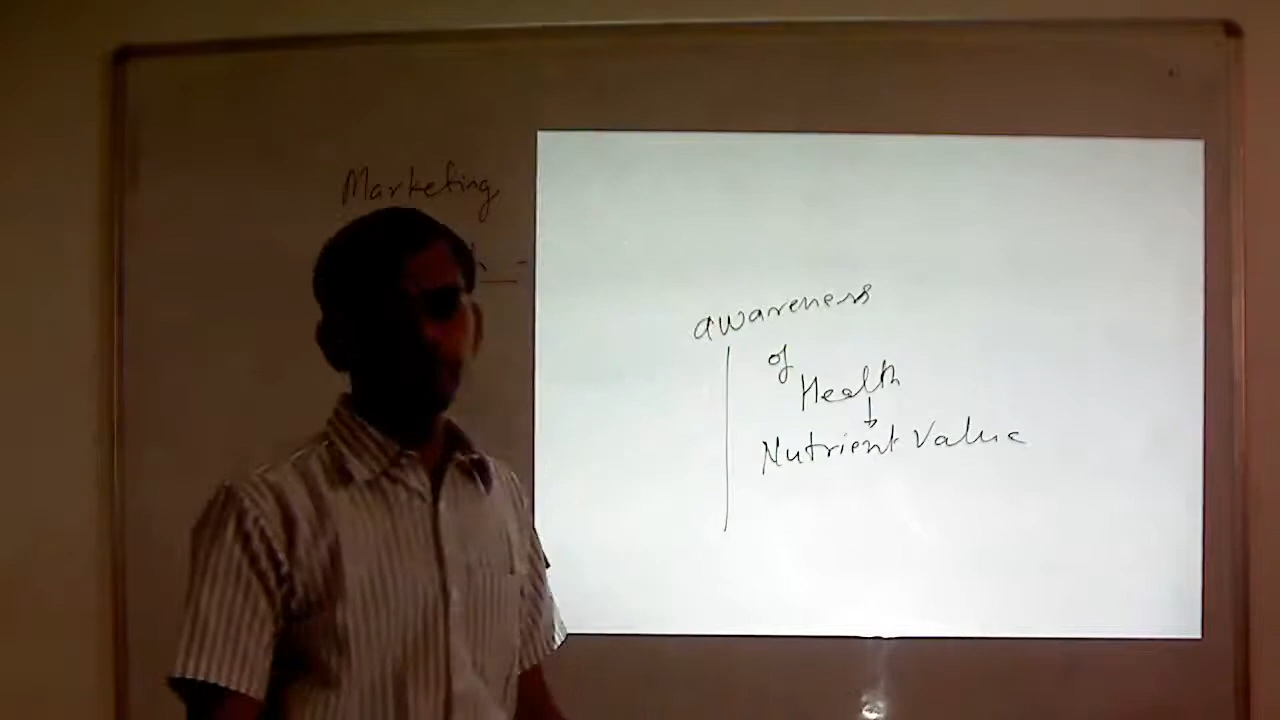 Marketing
awareness
of
Health
Nutrient Value